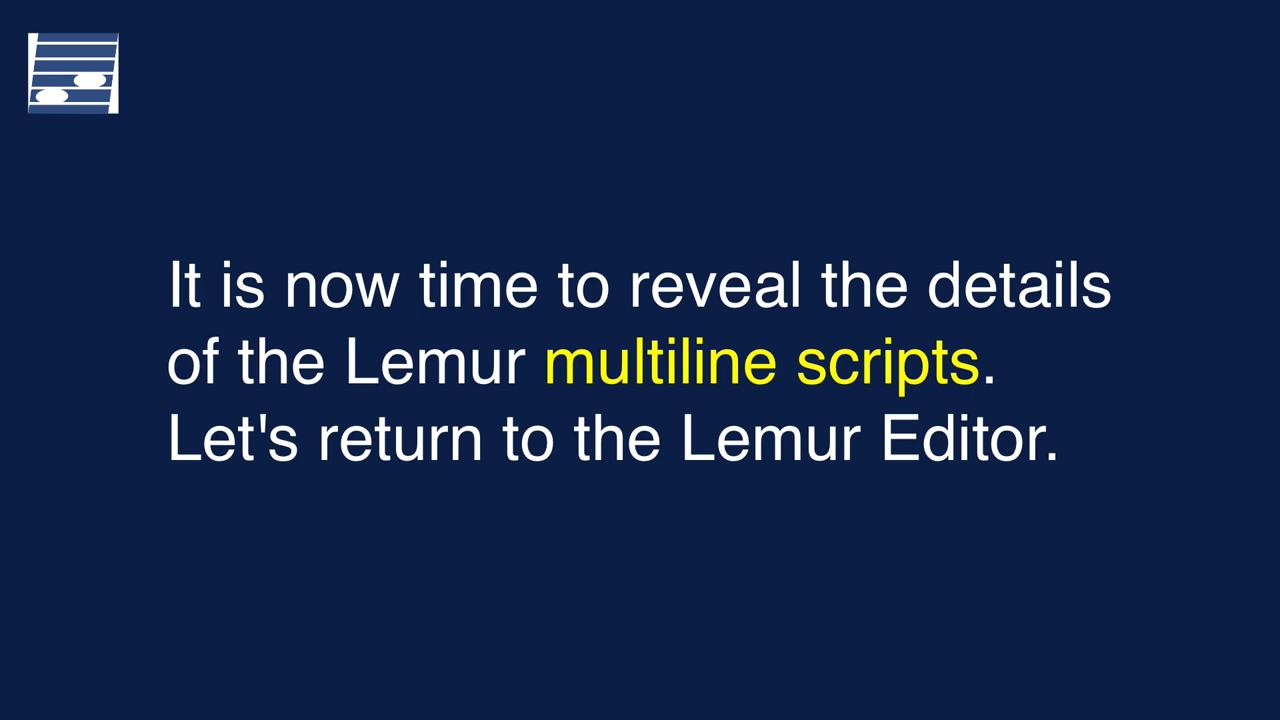 It is now time to reveal the details
of the Lemur multiline scripts.
Let's return to the Lemur Editor.